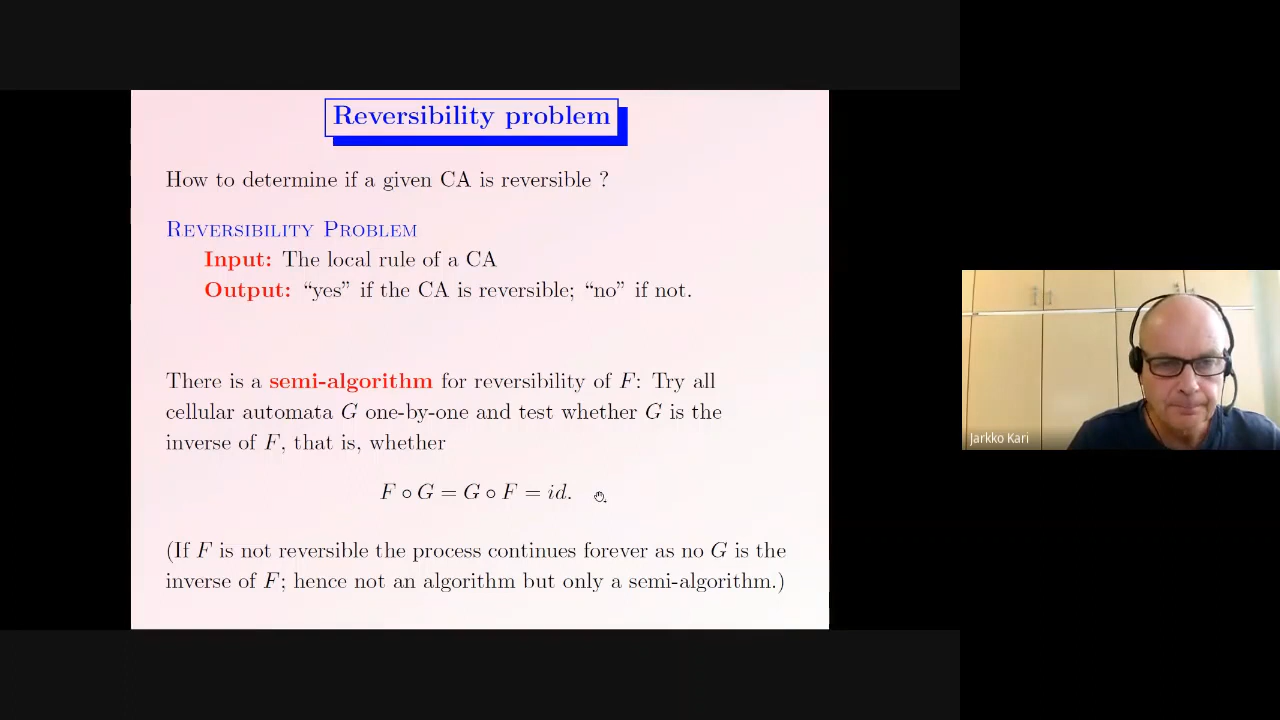 Reversibility problem
How to determine if a given CA is reversible ?
Reversibility Problem
Input: The local rule of a CA
Output: “yes” if the CA is reversible; “no” if not.
There is a semi-algorithm for reversibility of F: Try all
cellular automata G one-by-one and test whether G is the
inverse of F, that is, whether
F ∘ G = G ∘ F = id.
(If F is not reversible the process continues forever as no G is the
inverse of F; hence not an algorithm but only a semi-algorithm.)
Jarkko Kari